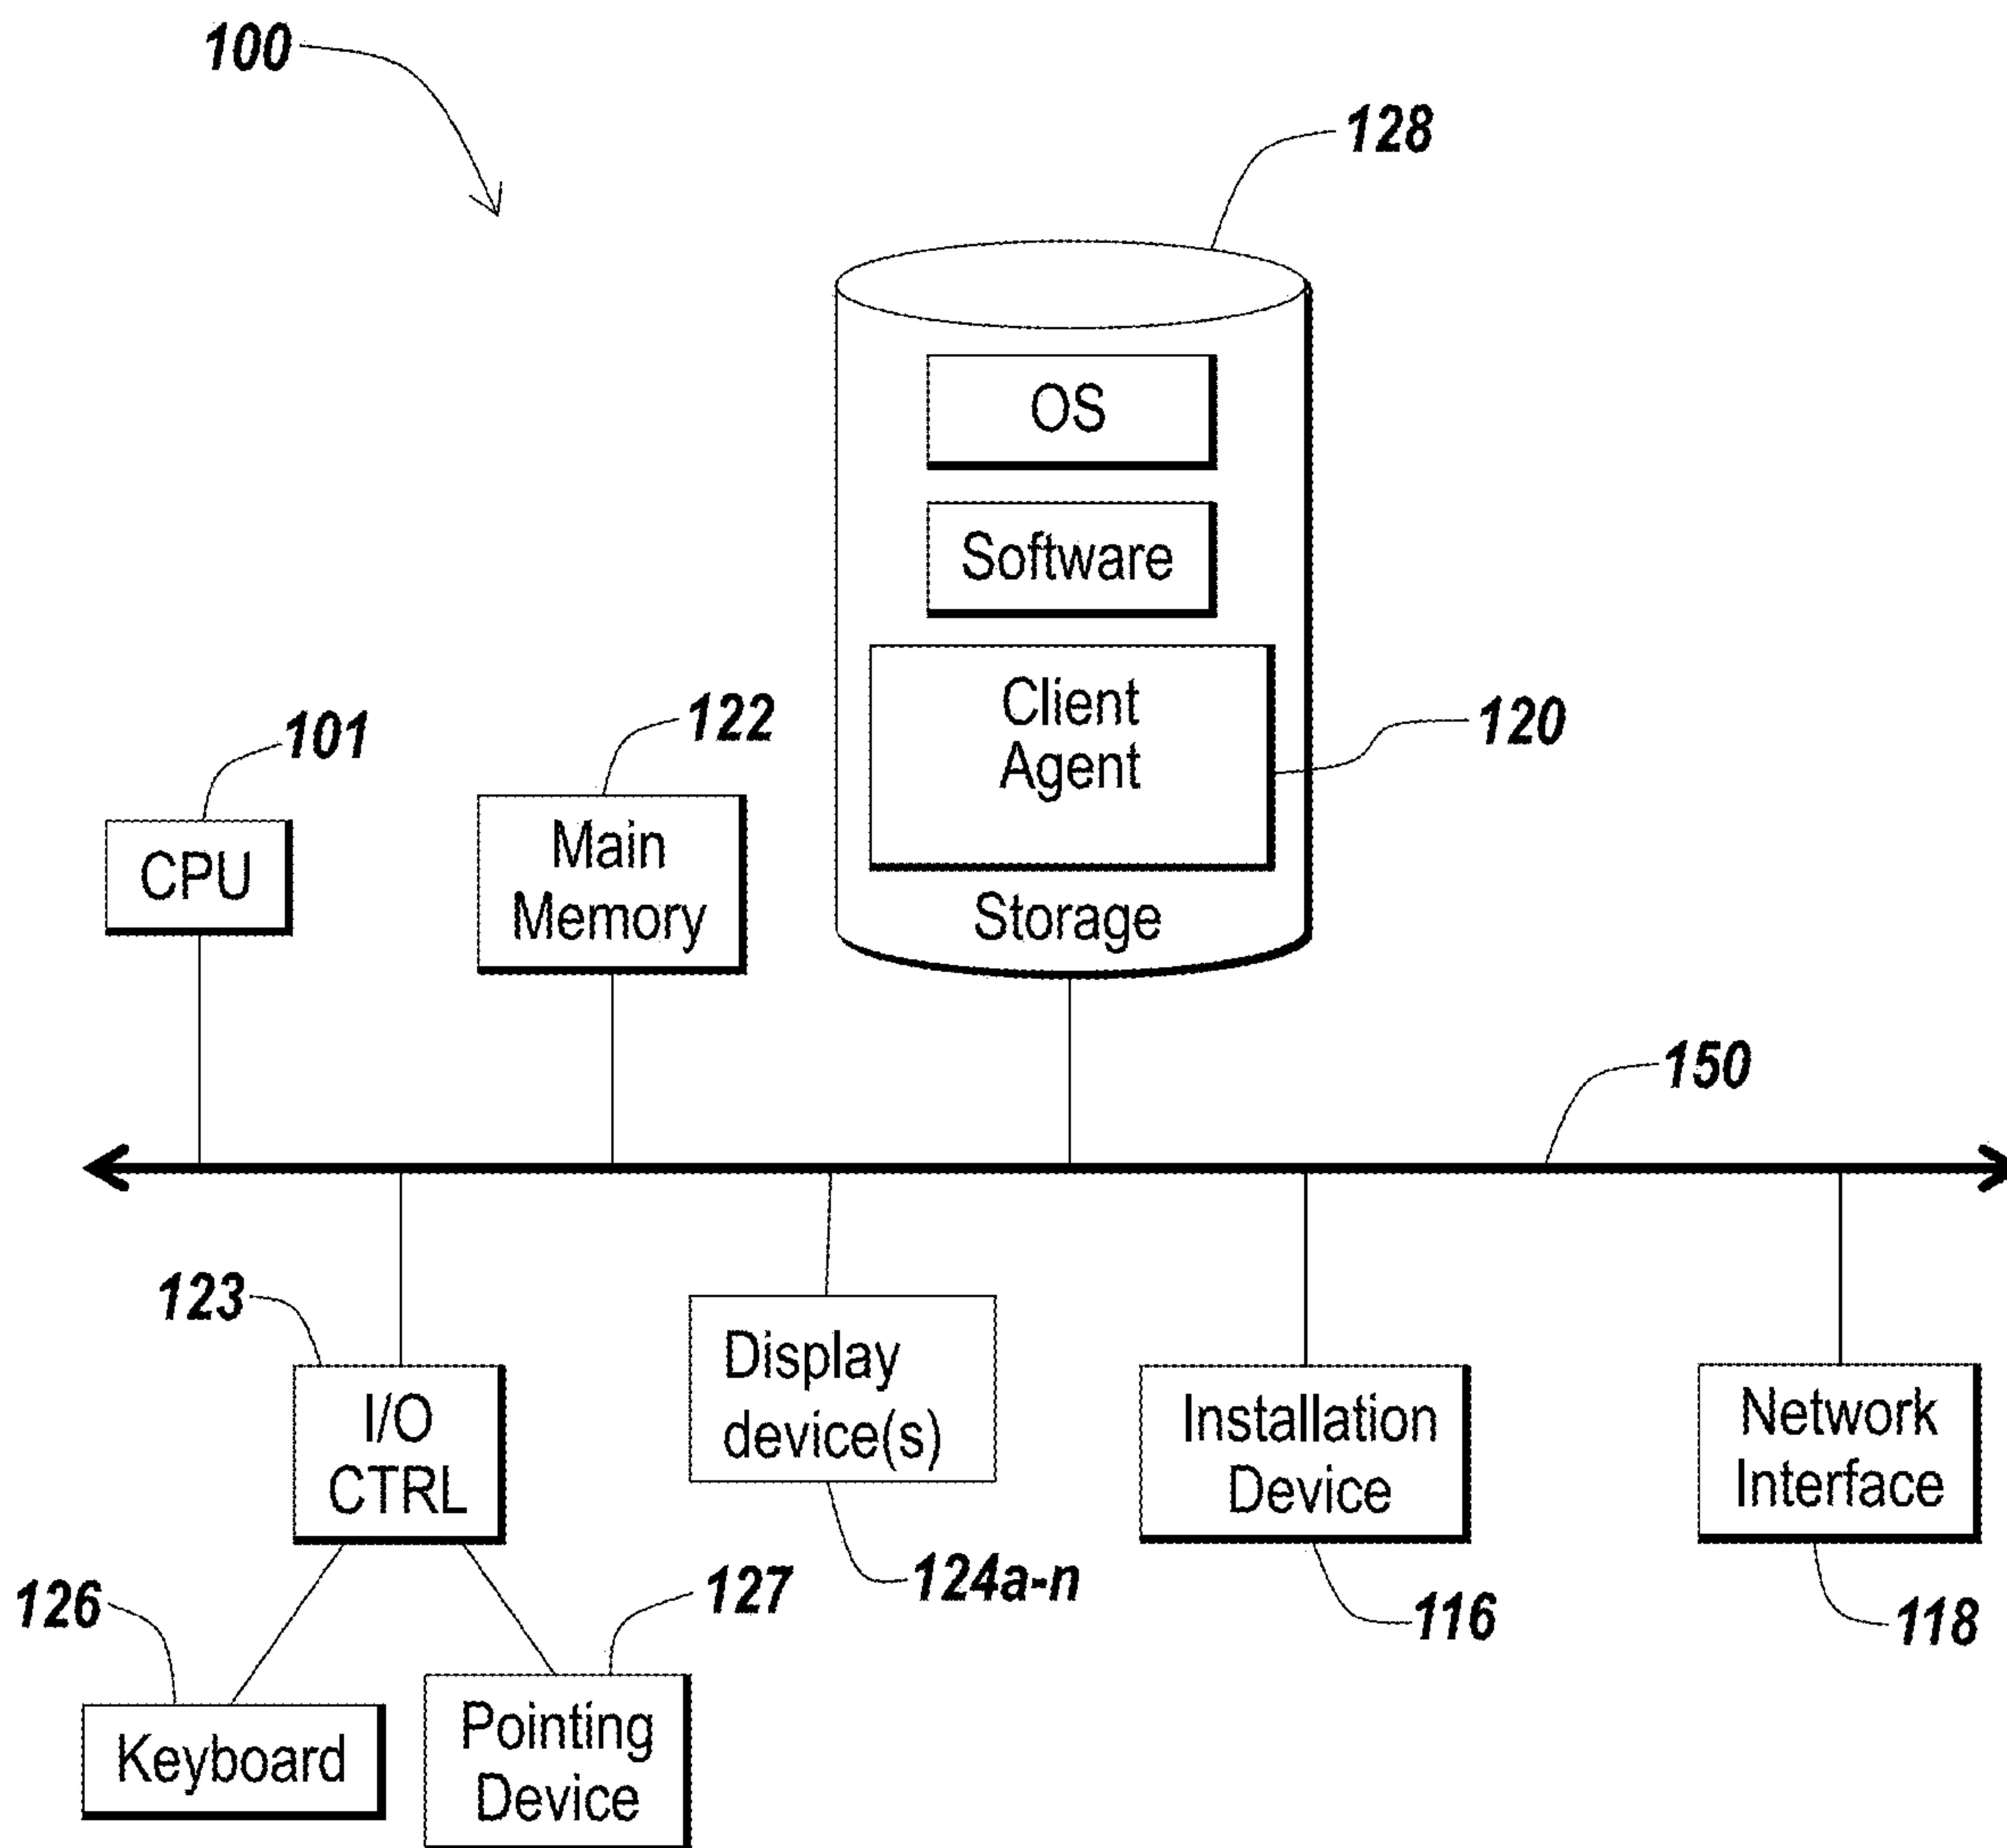 100
128
OS
Software
Client
Agent
120
Storage
101
CPU
122
Main
Memory
150
123
I/O
CTRL
Display
device(s)
124a-n
Installation
Device
116
Network
Interface
118
126
Keyboard
127
Pointing
Device